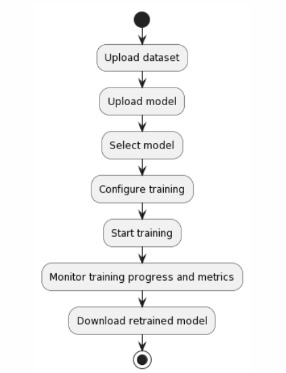 Upload dataset
Upload model
Select model
Configure training
Start training
Monitor training progress and metrics
Download retrained model